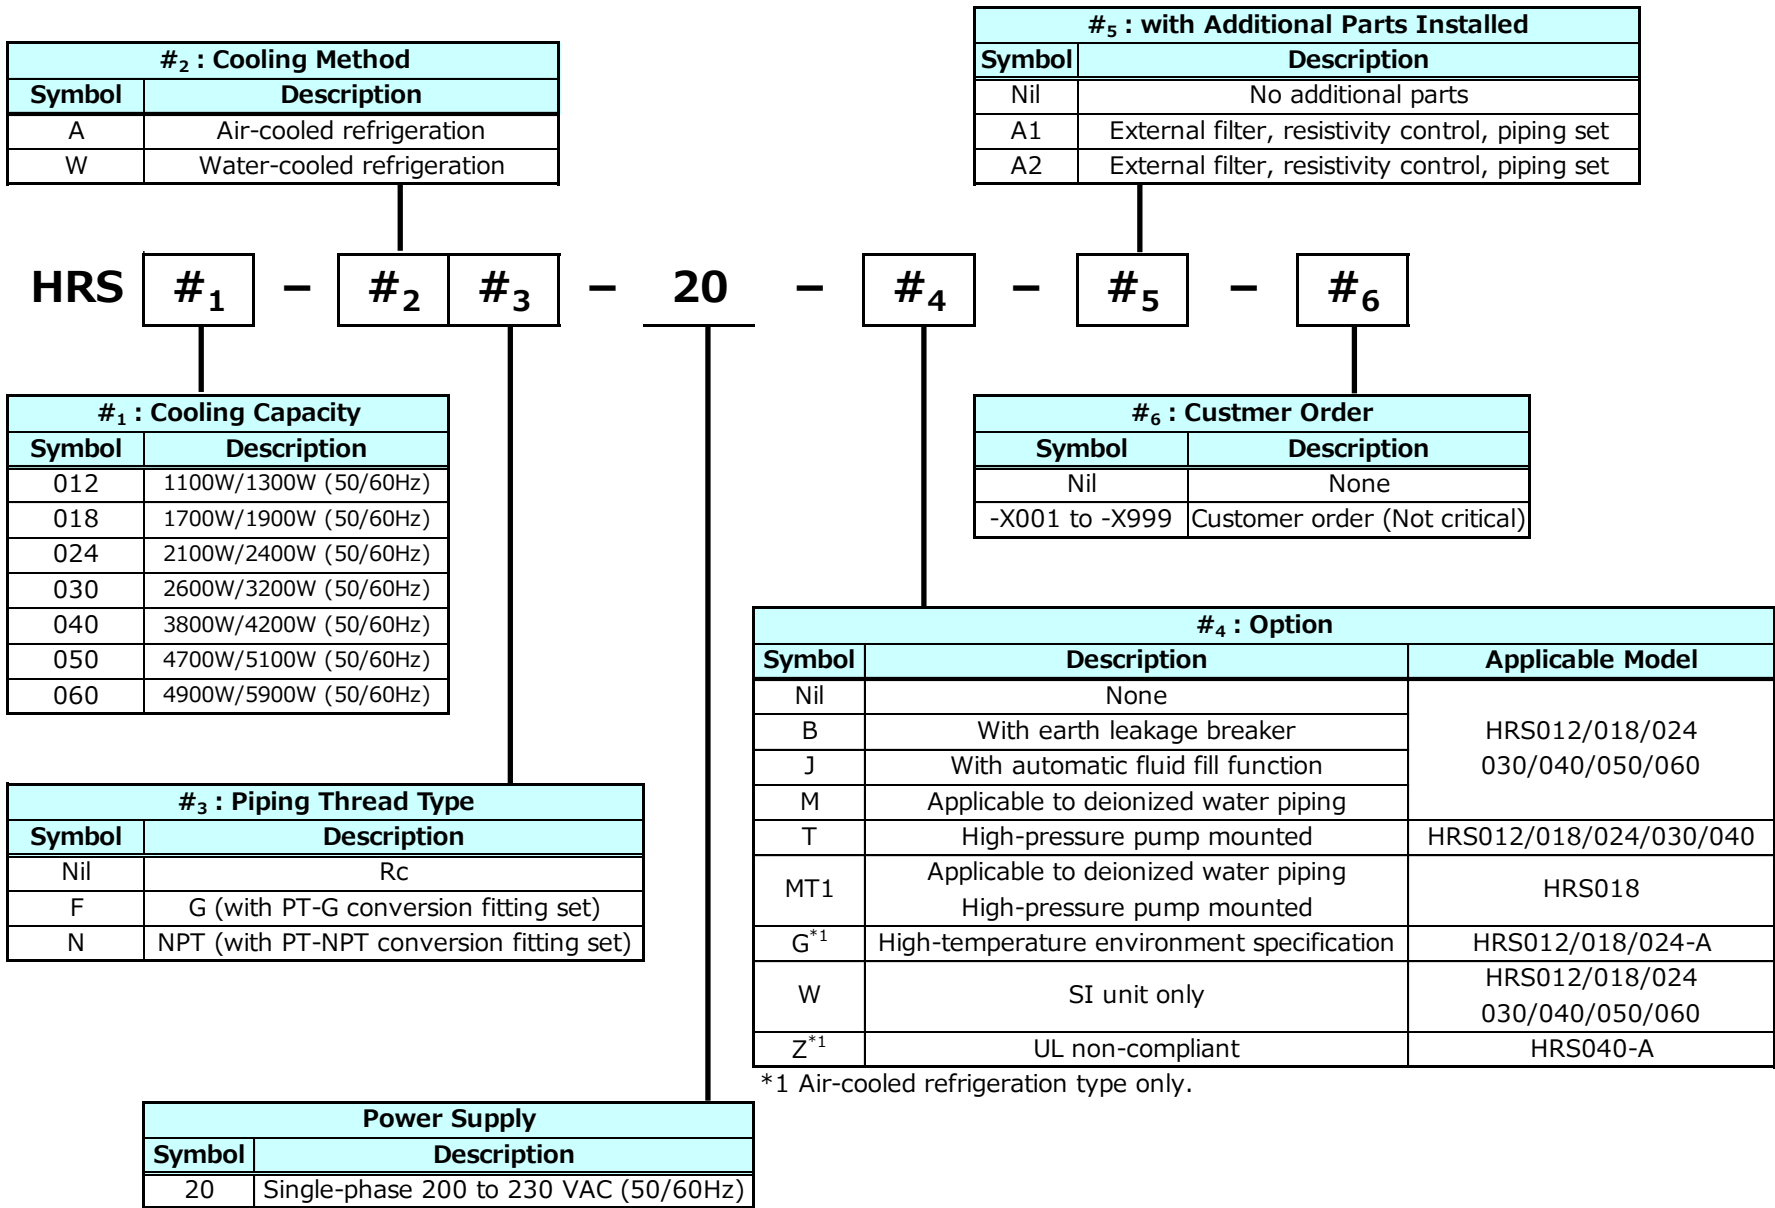 #5 : with Additional Parts Installed
Symbol Description
Nil No additional parts
A1 External filter, resistivity control, piping set
A2 External filter, resistivity control, piping set
#2 : Cooling Method
Symbol Description
A Air-cooled refrigeration
W Water-cooled refrigeration
HRS #1 – #2 #3 – 20 – #4 – #5 – #6
#1 : Cooling Capacity
Symbol Description
012 1100W/1300W (50/60Hz)
018 1700W/1900W (50/60Hz)
024 2100W/2400W (50/60Hz)
030 2600W/3200W (50/60Hz)
040 3800W/4200W (50/60Hz)
050 4700W/5100W (50/60Hz)
060 4900W/5900W (50/60Hz)
#6 : Custmer Order
Symbol Description
Nil None
-X001 to -X999 Customer order (Not critical)
#4 : Option
Symbol Description Applicable Model
Nil None
B With earth leakage breaker HRS012/018/024
J With automatic fluid fill function 030/040/050/060
M Applicable to deionized water piping
T High-pressure pump mounted HRS012/018/024/030/040
MT1 Applicable to deionized water piping
High-pressure pump mounted HRS018
G*1 High-temperature environment specification HRS012/018/024-A
W SI unit only HRS012/018/024
030/040/050/060
Z*1 UL non-compliant HRS040-A
*1 Air-cooled refrigeration type only.
#3 : Piping Thread Type
Symbol Description
Nil Rc
F G (with PT-G conversion fitting set)
N NPT (with PT-NPT conversion fitting set)
Power Supply
Symbol Description
20 Single-phase 200 to 230 VAC (50/60Hz)